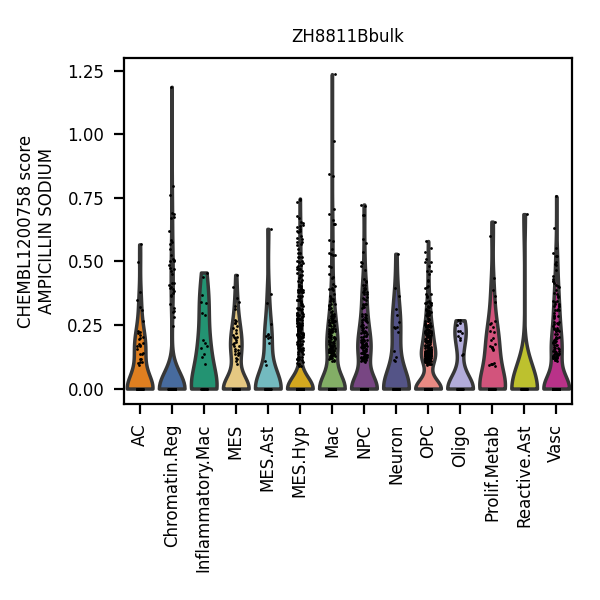 ZH8811Bbulk
CHEMBL1200758 score
AMPICILLIN SODIUM
1.25
1.00
0.75
0.50
0.25
0.00
AC
Chromatin.Reg
Inflammatory.Mac
MES
MES.Ast
MES.Hyp
Mac
NPC
Neuron
OPC
Oligo
Prolif.Metab
Reactive.Ast
Vasc